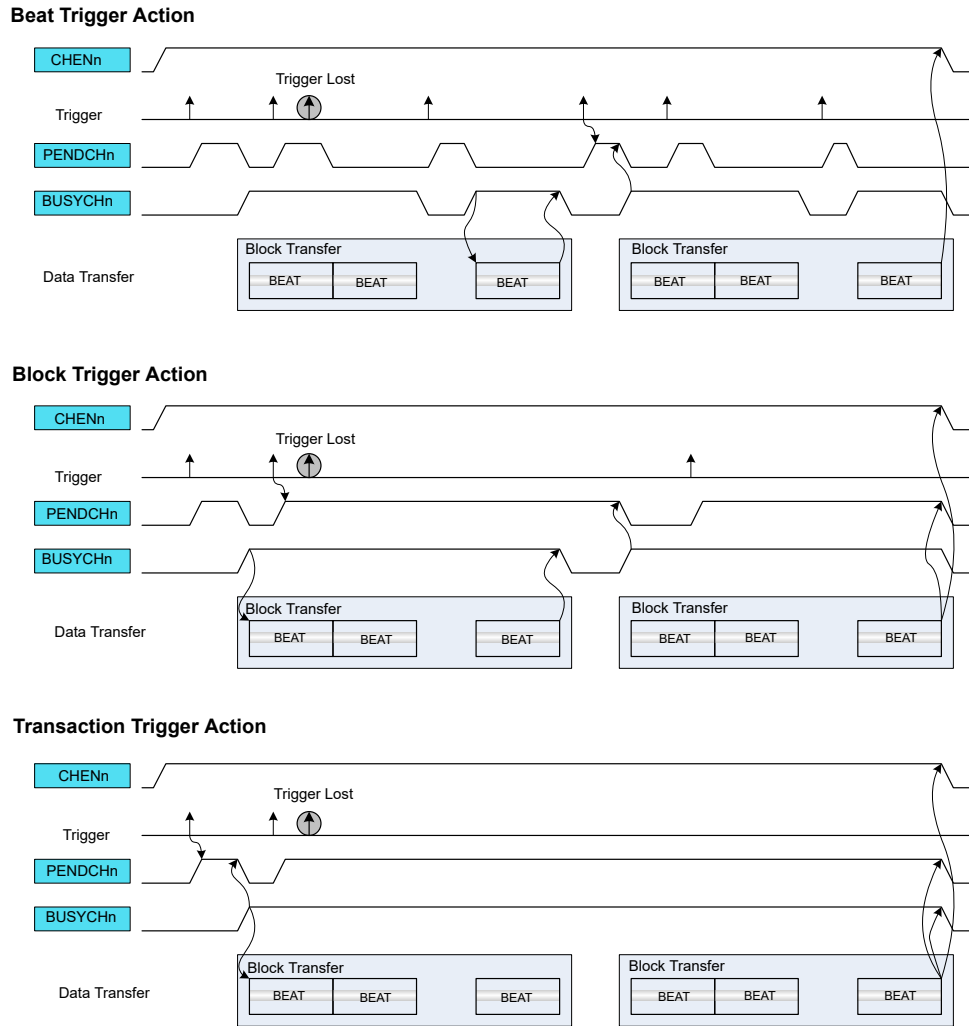 Beat Trigger Action
CHENn
Trigger Lost
Trigger
PENDCHn
BUSYCHn
Block Transfer
Block Transfer
Data Transfer
BEAT
BEAT
BEAT
BEAT
BEAT
BEAT
Block Trigger Action
CHENn
Trigger Lost
Trigger
PENDCHn
BUSYCHn
Block Transfer
Block Transfer
Data Transfer
BEAT
BEAT
BEAT
BEAT
BEAT
BEAT
Transaction Trigger Action
CHENn
Trigger Lost
Trigger
PENDCHn
BUSYCHn
Block Transfer
Block Transfer
Data Transfer
BEAT
BEAT
BEAT
BEAT
BEAT
BEAT